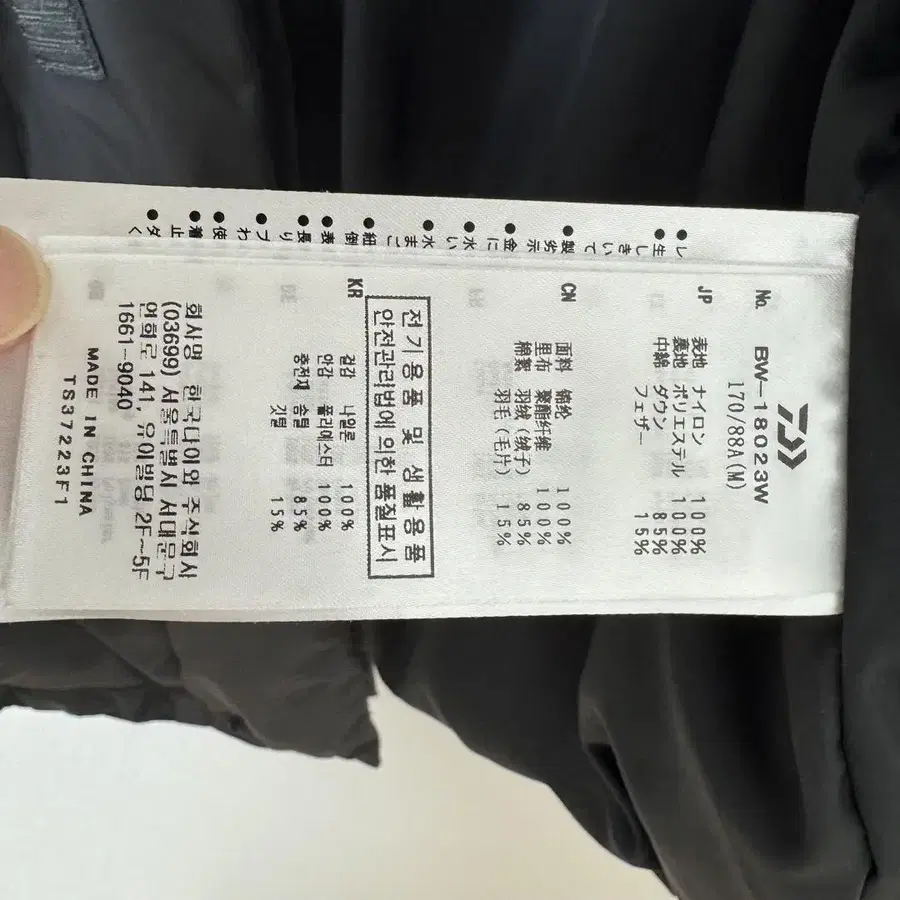 No. BW-18023W
170/88A(M)
JP
表地 ナイロン 100%
裏地 ポリエステル 100%
中綿 ダウン 85%
フェザー 15%
CN
面料 锦纶 100%
里布 聚酯纤维 100%
棉絮 羽绒(绒子) 85%
羽毛(毛片) 15%
전기용품 및 생활용품
안전관리법에 의한 품질표시
KR
겉감 나일론 100%
안감 폴리에스터 100%
충전재 솜털 85%
깃털 15%
회사명 한국다이와 주식회사
(03699) 서울특별시 서대문구
연희로 141, 유이빌딩 2F~5F
1661-9040
MADE IN CHINA
TS37223F1